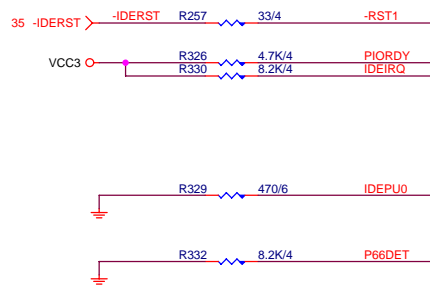 35 -IDERST -IDERST R257 33/4 -RST1
VCC3 R326 4.7K/4 PIORDY
R330 8.2K/4 IDEIRQ
R329 470/6 IDEPU0
R332 8.2K/4 P66DET